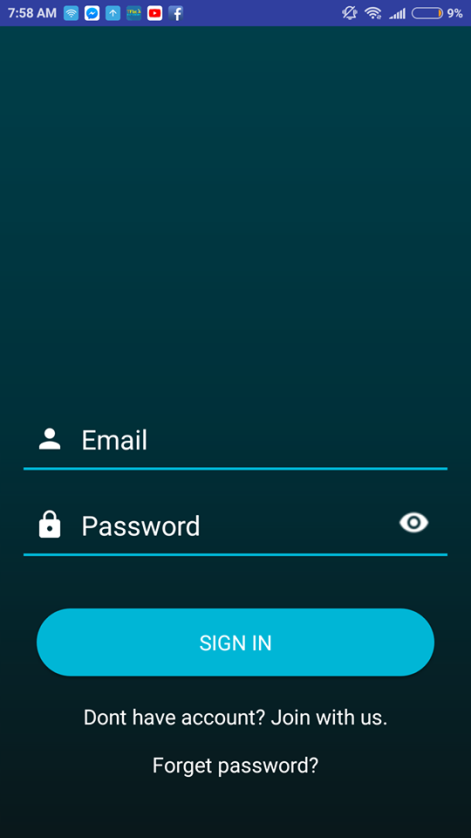 7:58 AM 9%
Email
Password
SIGN IN
Dont have account? Join with us.
Forget password?